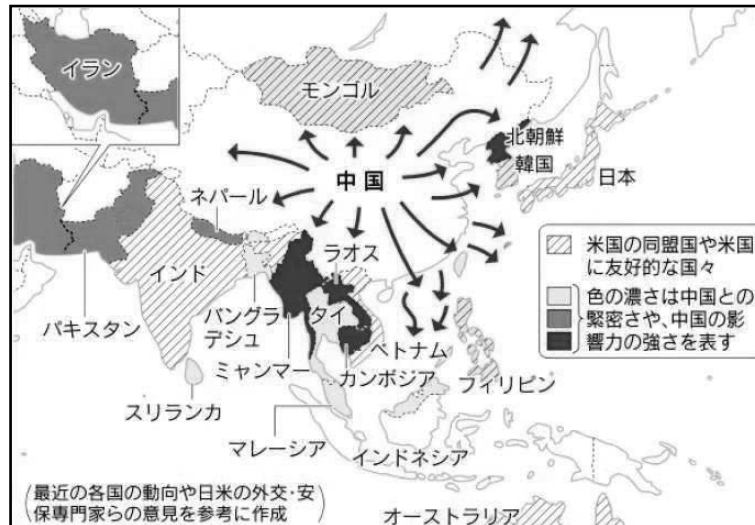 イラン
モンゴル
北朝鮮
韓国
日本
中国
ネパール
インド
ラオス
パキスタン
バングラ
デシュ
タイ
ミャンマー
ベトナム
カンボジア
フィリピン
スリランカ
マレーシア
インドネシア
オーストラリア
米国の同盟国や米国
に友好的な国々
色の濃さは中国との
緊密さや、中国の影
響力の強さを表す
(最近の各国の動向や日米の外交・安
保専門家らの意見を参考に作成)